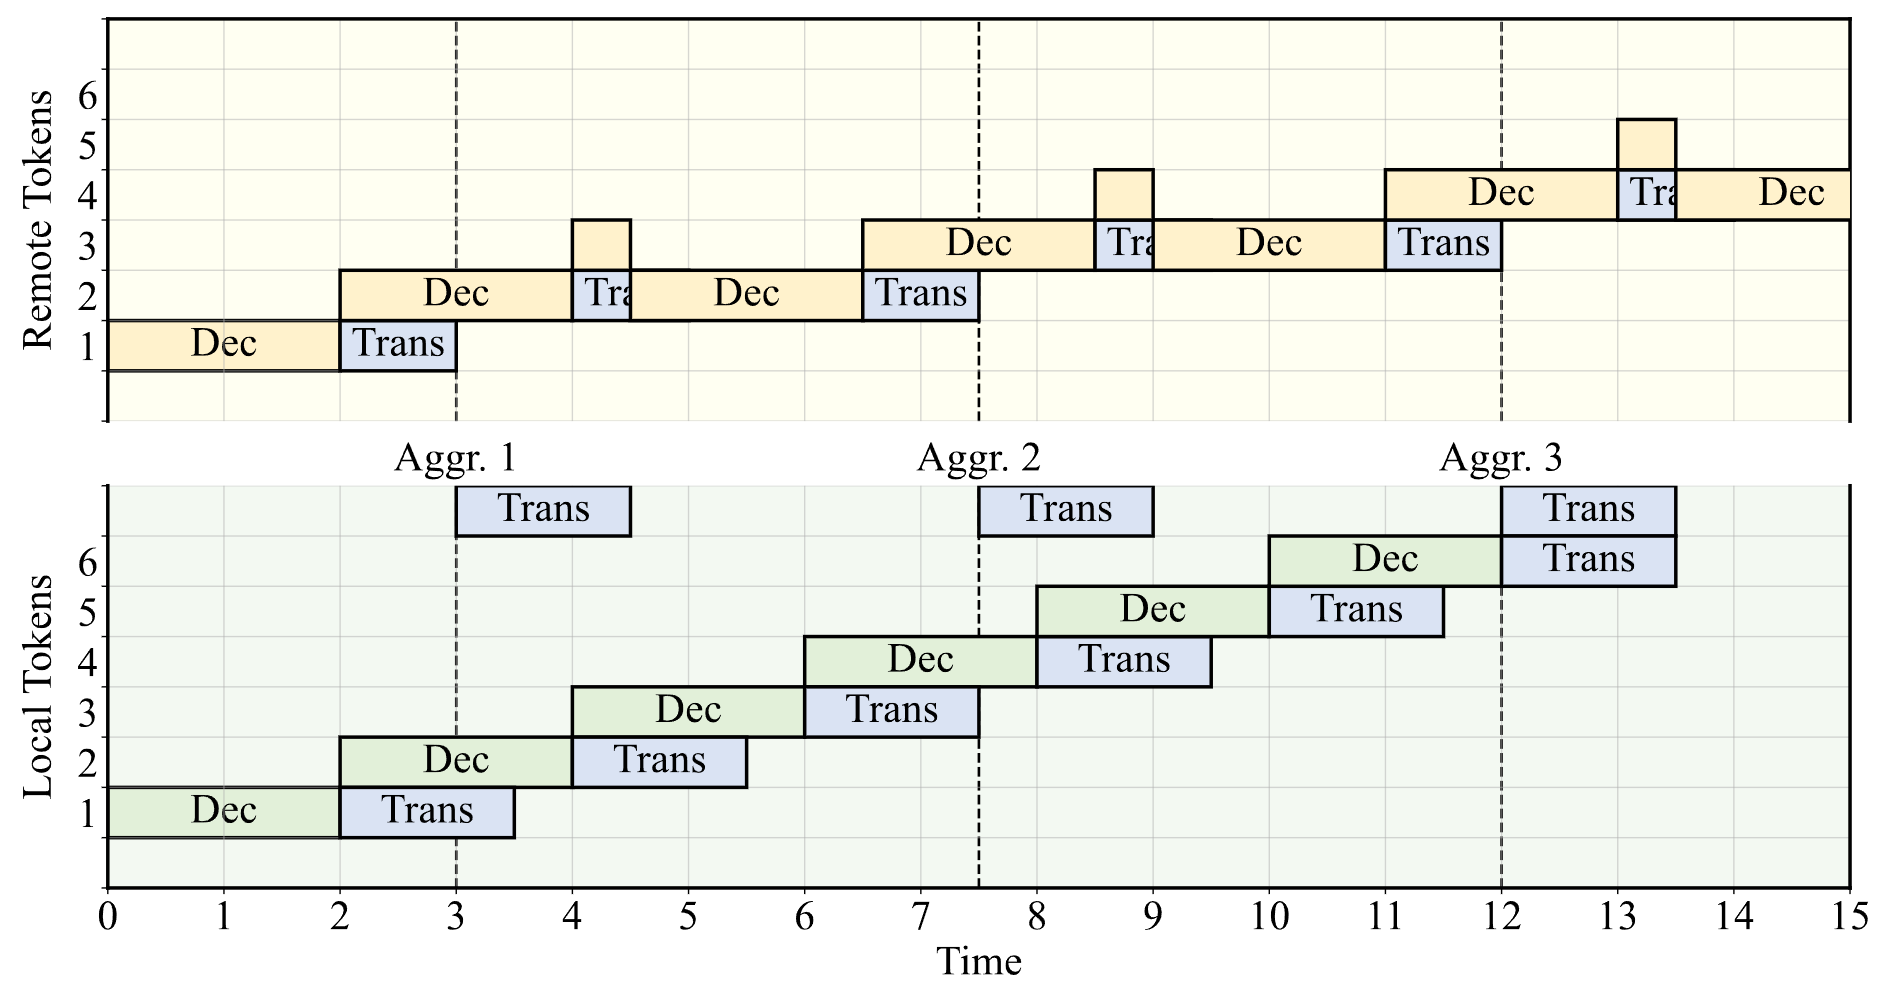 Remote Tokens
6
5
4
3
2
1
Dec
Dec
Dec
Dec
Tra
Dec
Dec
Tra
Dec
Trans
Tra
Dec
Trans
Dec
Trans
Aggr. 1
Aggr. 2
Aggr. 3
Local Tokens
6
5
4
3
2
1
Trans
Trans
Trans
Dec
Trans
Dec
Trans
Dec
Trans
Dec
Trans
Dec
Trans
Dec
Trans
0 1 2 3 4 5 6 7 8 9 10 11 12 13 14 15
Time